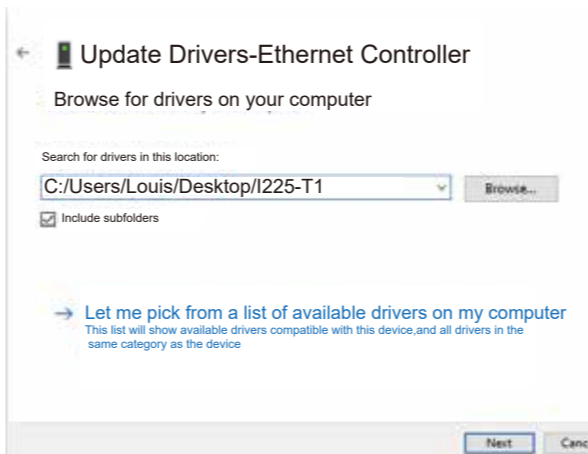 Update Drivers-Ethernet Controller
Browse for drivers on your computer
Search for drivers in this location:
C:/Users/Louis/Desktop/I225-T1
Browse...
Include subfolders
Let me pick from a list of available drivers on my computer
This list will show available drivers compatible with this device,and all drivers in the
same category as the device
Next
Canc